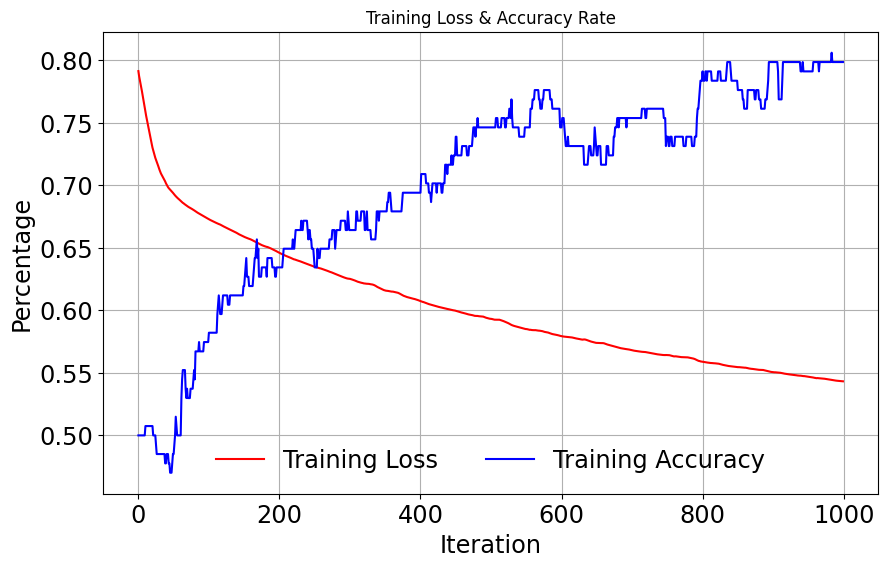 Training Loss & Accuracy Rate
0.80
0.75
0.70
0.65
0.60
0.55
0.50
Percentage
Training Loss
Training Accuracy
0 200 400 600 800 1000
Iteration